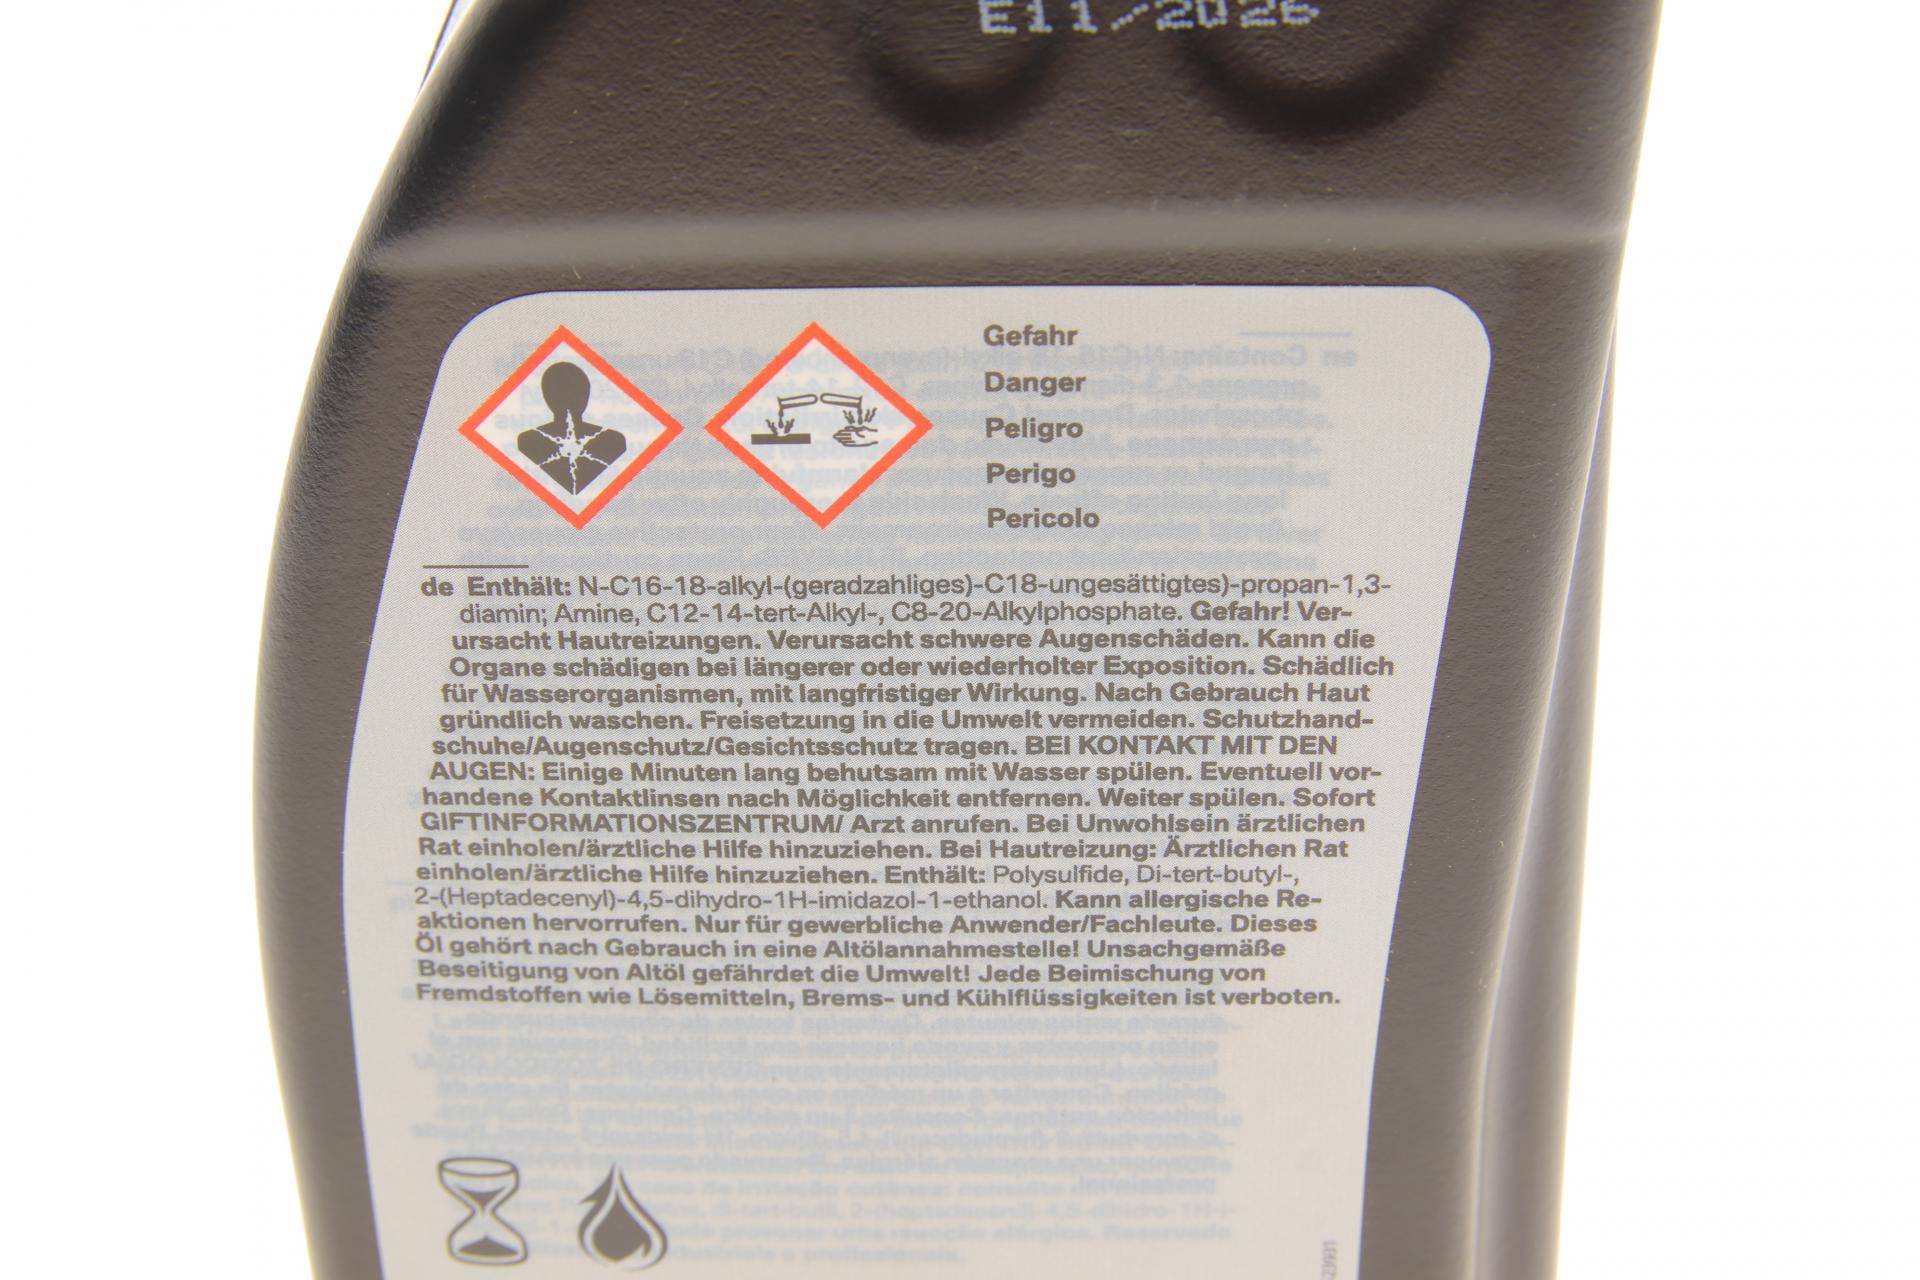 E11/2026
Gefahr
Danger
Peligro
Perigo
Pericolo
de Enthält: N-C16-18-alkyl-(geradzahliges)-C18-ungesättigtes)-propan-1,3-
diamin; Amine, C12-14-tert-Alkyl-, C8-20-Alkylphosphate. Gefahr! Ver-
ursacht Hautreizungen. Verursacht schwere Augenschäden. Kann die
Organe schädigen bei längerer oder wiederholter Exposition. Schädlich
für Wasserorganismen, mit langfristiger Wirkung. Nach Gebrauch Haut
gründlich waschen. Freisetzung in die Umwelt vermeiden. Schutzhand-
schuhe/Augenschutz/Gesichtsschutz tragen. BEI KONTAKT MIT DEN
AUGEN: Einige Minuten lang behutsam mit Wasser spülen. Eventuell vor-
handene Kontaktlinsen nach Möglichkeit entfernen. Weiter spülen. Sofort
GIFTINFORMATIONSZENTRUM/ Arzt anrufen. Bei Unwohlsein ärztlichen
Rat einholen/ärztliche Hilfe hinzuziehen. Bei Hautreizung: Ärztlichen Rat
einholen/ärztliche Hilfe hinzuziehen. Enthält: Polysulfide, Di-tert-butyl-,
2-(Heptadecenyl)-4,5-dihydro-1H-imidazol-1-ethanol. Kann allergische Re-
aktionen hervorrufen. Nur für gewerbliche Anwender/Fachleute. Dieses
Öl gehört nach Gebrauch in eine Altölannahmestelle! Unsachgemäße
Beseitigung von Altöl gefährdet die Umwelt! Jede Beimischung von
Fremdstoffen wie Lösemitteln, Brems- und Kühlflüssigkeiten ist verboten.